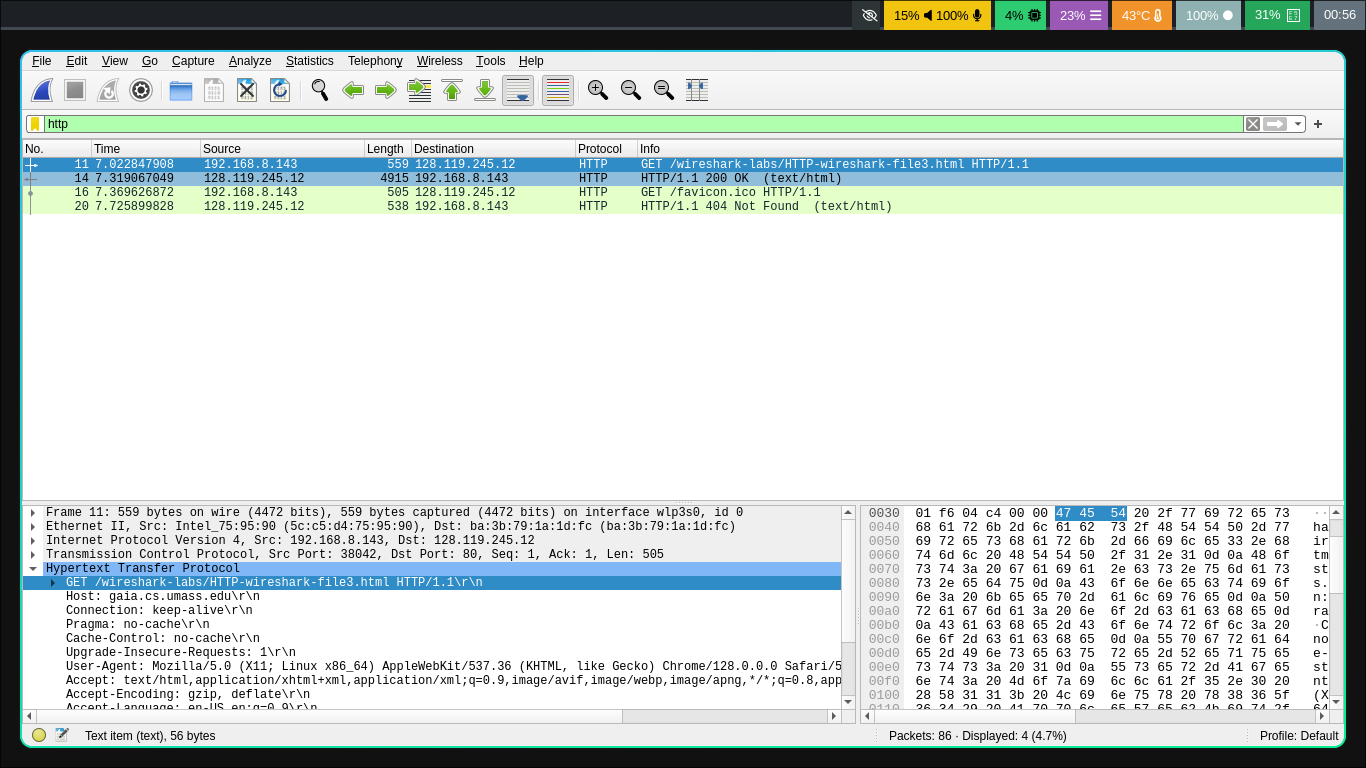 15% 100% 4% 23% 43°C 100% 31% 00:56
File Edit View Go Capture Analyze Statistics Telephony Wireless Tools Help
http
No. Time Source Length Destination Protocol Info
11 7.022847908 192.168.8.143 559 128.119.245.12 HTTP GET /wireshark-labs/HTTP-wireshark-file3.html HTTP/1.1
14 7.319067049 128.119.245.12 4915 192.168.8.143 HTTP HTTP/1.1 200 OK (text/html)
16 7.369626872 192.168.8.143 505 128.119.245.12 HTTP GET /favicon.ico HTTP/1.1
20 7.725899828 128.119.245.12 538 192.168.8.143 HTTP HTTP/1.1 404 Not Found (text/html)
Frame 11: 559 bytes on wire (4472 bits), 559 bytes captured (4472 bits) on interface wlp3s0, id 0
Ethernet II, Src: Intel_75:95:90 (5c:c5:d4:75:95:90), Dst: ba:3b:79:1a:1d:fc (ba:3b:79:1a:1d:fc)
Internet Protocol Version 4, Src: 192.168.8.143, Dst: 128.119.245.12
Transmission Control Protocol, Src Port: 38042, Dst Port: 80, Seq: 1, Ack: 1, Len: 505
Hypertext Transfer Protocol
GET /wireshark-labs/HTTP-wireshark-file3.html HTTP/1.1\r\n
Host: gaia.cs.umass.edu\r\n
Connection: keep-alive\r\n
Pragma: no-cache\r\n
Cache-Control: no-cache\r\n
Upgrade-Insecure-Requests: 1\r\n
User-Agent: Mozilla/5.0 (X11; Linux x86_64) AppleWebKit/537.36 (KHTML, like Gecko) Chrome/128.0.0.0 Safari/5
Accept: text/html,application/xhtml+xml,application/xml;q=0.9,image/avif,image/webp,image/apng,*/*;q=0.8,app
Accept-Encoding: gzip, deflate\r\n
Accept-Language: en-US,en;q=0.9\r\n
0030 01 f6 04 c4 00 00 47 45 54 20 2f 77 69 72 65 73 ··
0040 68 61 72 6b 2d 6c 61 62 73 2f 48 54 54 50 2d 77 ha
0050 69 72 65 73 68 61 72 6b 2d 66 69 6c 65 33 2e 68 ir
0060 74 6d 6c 20 48 54 54 50 2f 31 2e 31 0d 0a 48 6f tm
0070 73 74 3a 20 67 61 69 61 2e 63 73 2e 75 6d 61 73 st
0080 73 2e 65 64 75 0d 0a 43 6f 6e 6e 65 63 74 69 6f s.
0090 6e 3a 20 6b 65 65 70 2d 61 6c 69 76 65 0d 0a 50 n:
00a0 72 61 67 6d 61 3a 20 6e 6f 2d 63 61 63 68 65 0d ra
00b0 0a 43 61 63 68 65 2d 43 6f 6e 74 72 6f 6c 3a 20 ·C
00c0 6e 6f 2d 63 61 63 68 65 0d 0a 55 70 67 72 61 64 no
00d0 65 2d 49 6e 73 65 63 75 72 65 2d 52 65 71 75 65 e-
00e0 73 74 73 3a 20 31 0d 0a 55 73 65 72 2d 41 67 65 st
00f0 6e 74 3a 20 4d 6f 7a 69 6c 6c 61 2f 35 2e 30 20 nt
0100 28 58 31 31 3b 20 4c 69 6e 75 78 20 78 38 36 5f (X
0110 36 34 29 20 41 70 70 6c 65 57 65 62 4b 69 74 2f 64
Text item (text), 56 bytes
Packets: 86 · Displayed: 4 (4.7%)
Profile: Default